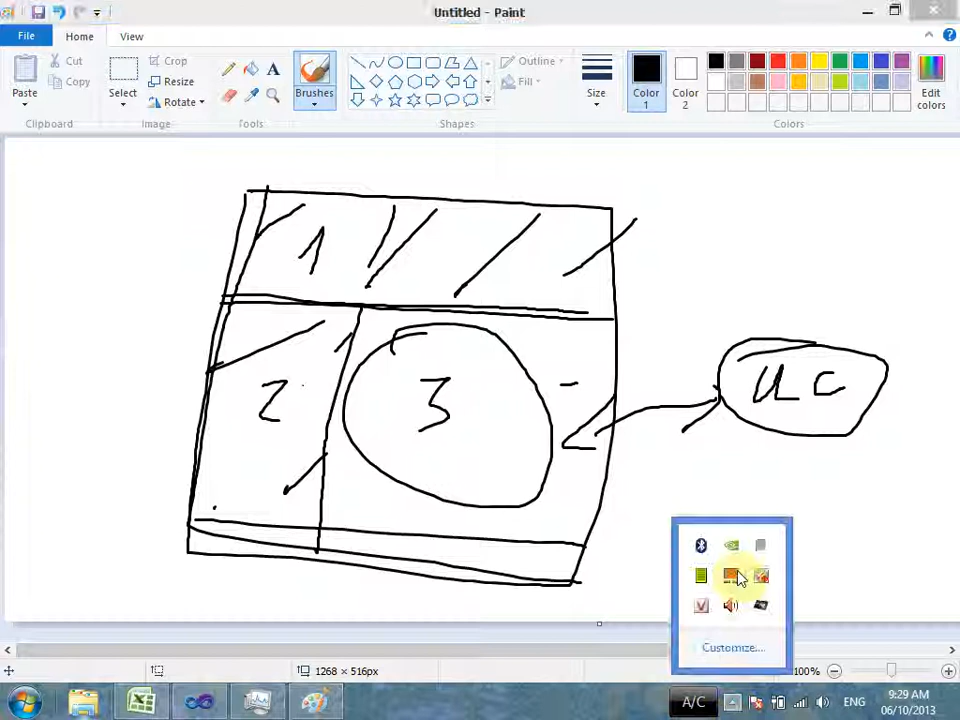 Untitled - Paint
File
Home
View
Paste
Cut
Copy
Clipboard
Select
Crop
Resize
Rotate
Image
A
Tools
Brushes
Shapes
Outline
Fill
Size
Color 1
Color 2
Edit colors
Colors
1
2
3
UC
Customize...
1268 × 516px
100%
A/C
ENG
9:29 AM
06/10/2013